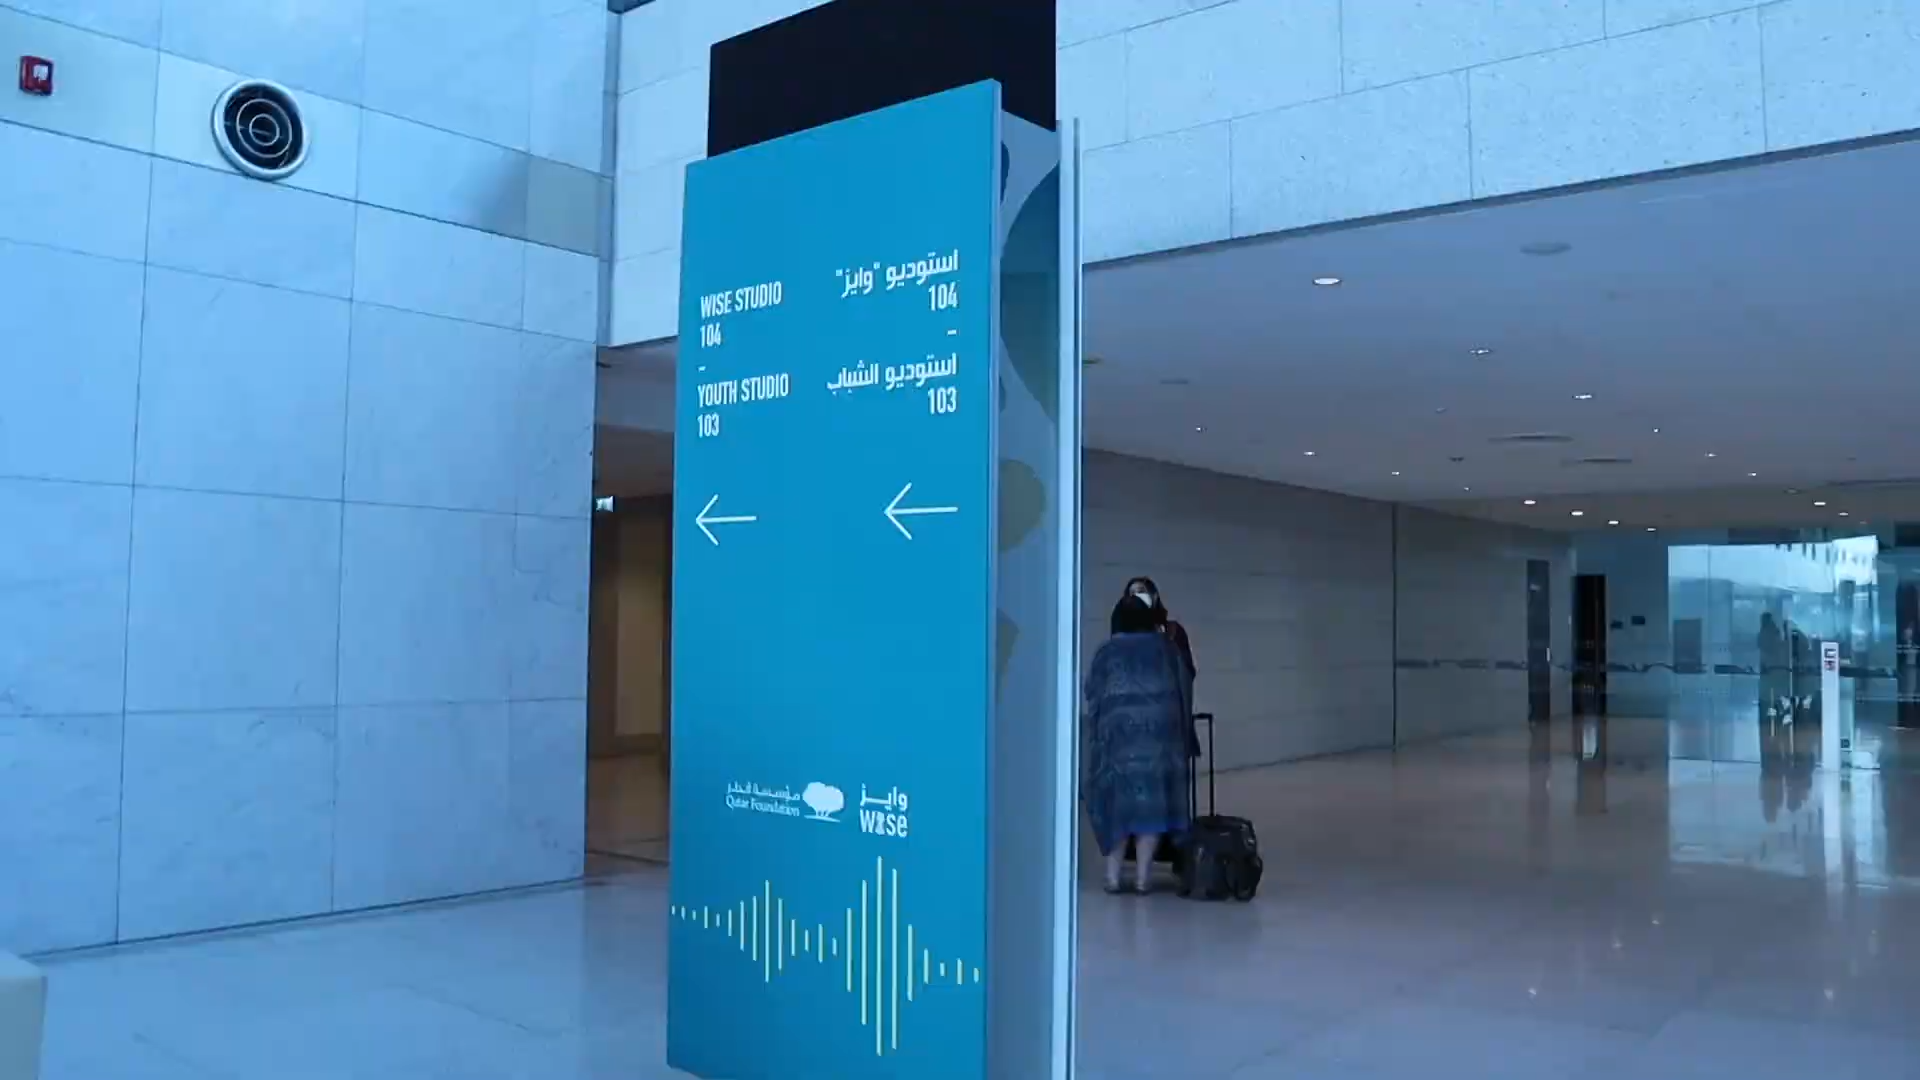 WISE STUDIO
104
-
YOUTH STUDIO
103
استوديو "وايز"
104
-
استوديو الشباب
103
مؤسسة قطر
Qatar Foundation
وايز
wise